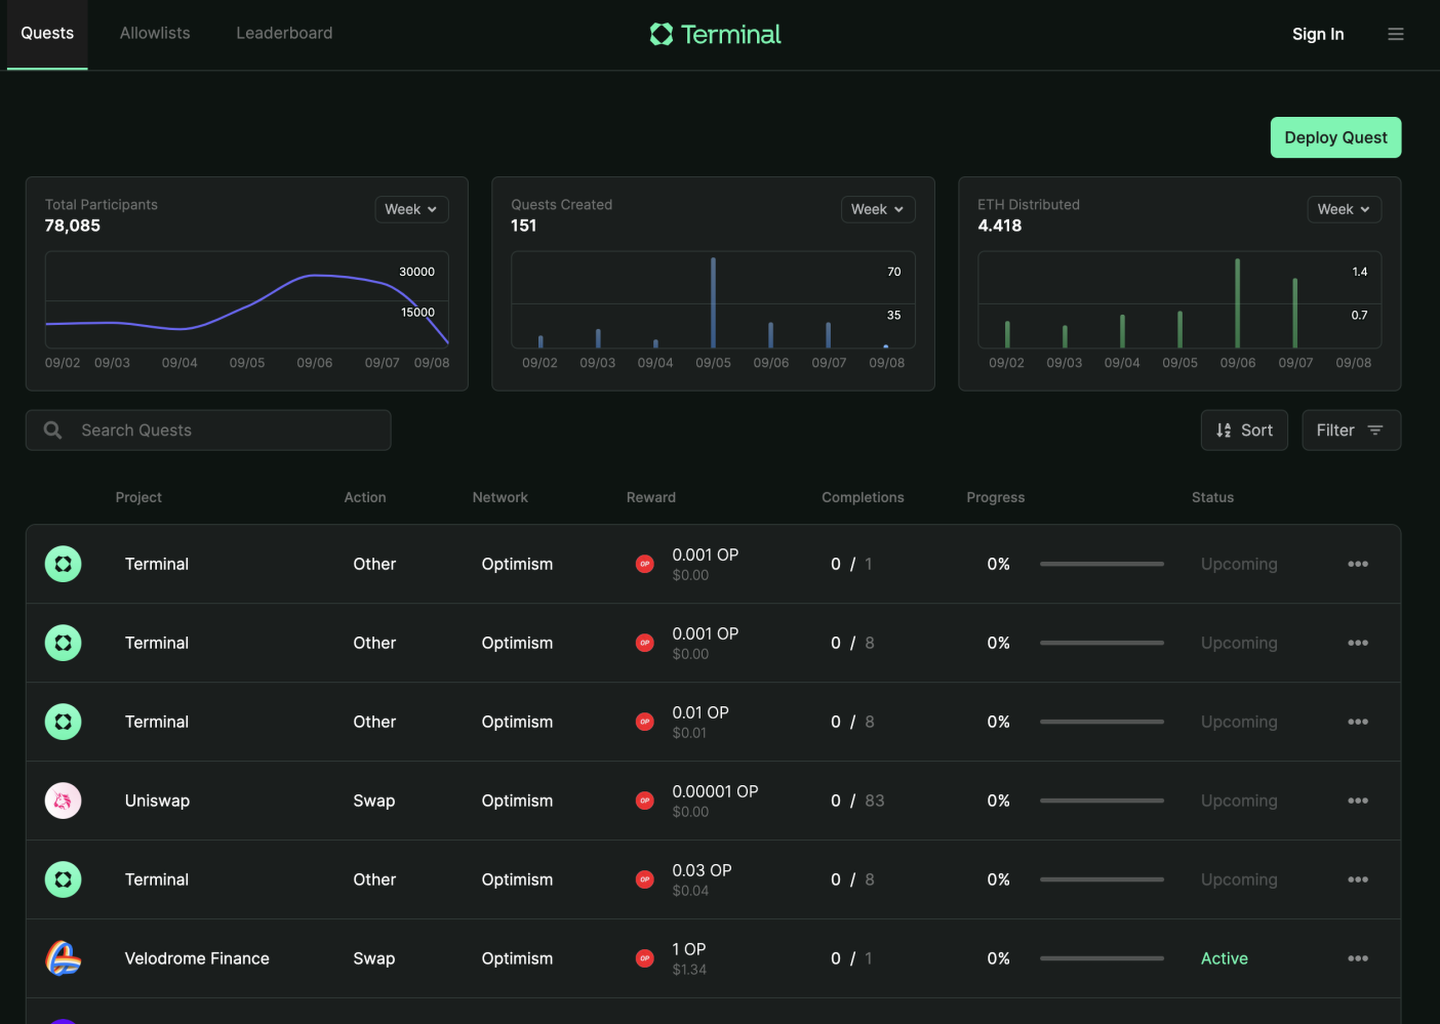 Quests Allowlists Leaderboard Terminal Sign In
Deploy Quest
Total Participants
78,085
Week
30000
15000
09/02 09/03 09/04 09/05 09/06 09/07 09/08
Quests Created
151
Week
70
35
09/02 09/03 09/04 09/05 09/06 09/07 09/08
ETH Distributed
4.418
Week
1.4
0.7
09/02 09/03 09/04 09/05 09/06 09/07 09/08
Search Quests
Sort Filter
Project Action Network Reward Completions Progress Status
Terminal Other Optimism OP 0.001 OP 0 / 1 0% Upcoming
$0.00
Terminal Other Optimism OP 0.001 OP 0 / 8 0% Upcoming
$0.00
Terminal Other Optimism OP 0.01 OP 0 / 8 0% Upcoming
$0.01
Uniswap Swap Optimism OP 0.00001 OP 0 / 83 0% Upcoming
$0.00
Terminal Other Optimism OP 0.03 OP 0 / 8 0% Upcoming
$0.04
Velodrome Finance Swap Optimism OP 1 OP 0 / 1 0% Active
$1.34